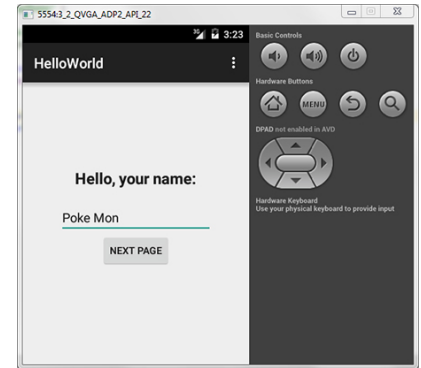 5554:3_2_QVGA_ADP2_API_22
3G 3:23
HelloWorld
Hello, your name:
Poke Mon
NEXT PAGE
Basic Controls
Hardware Buttons
MENU
DPAD not enabled in AVD
Hardware Keyboard
Use your physical keyboard to provide input